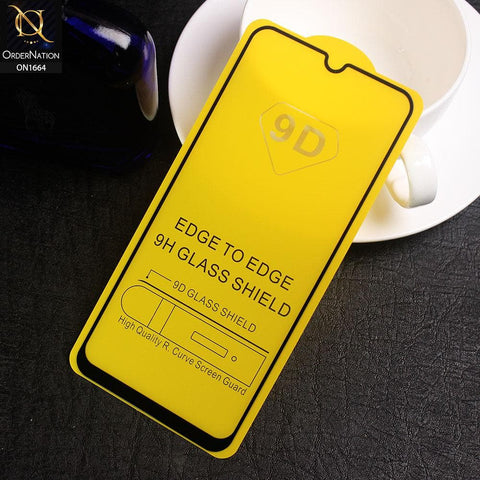 ORDERNATION
ON1664
9D
EDGE TO EDGE
9H GLASS SHIELD
9D GLASS SHIELD
High Quality R. Curve Screen Guard